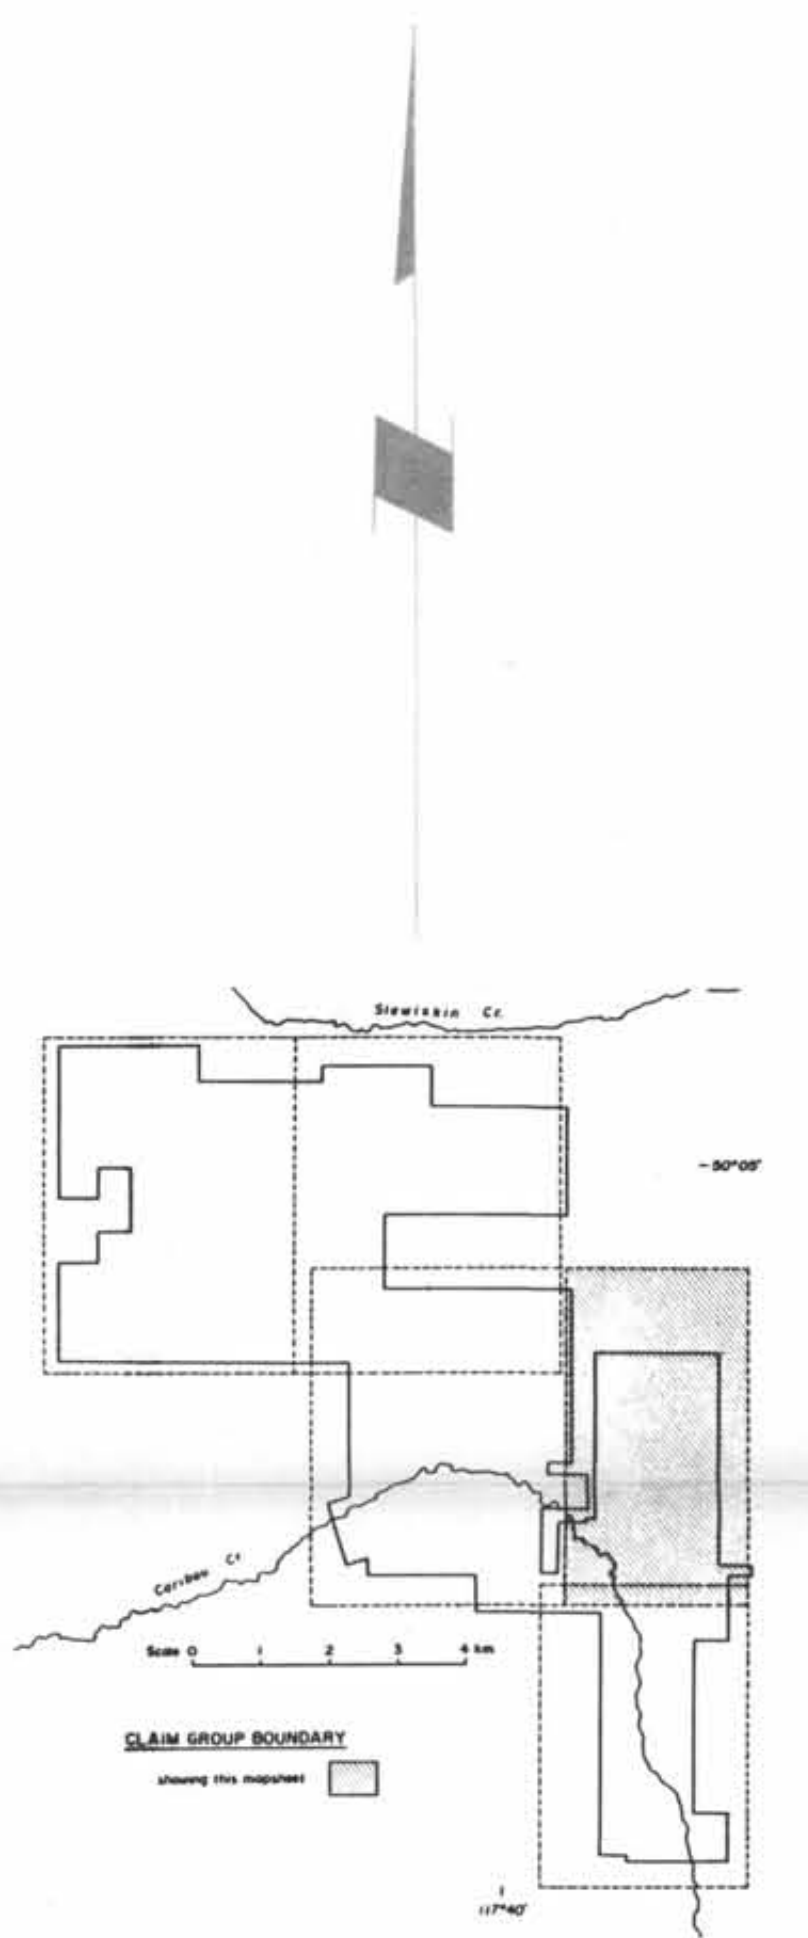 Slewiskin Cr.
50°05'
Caribou Cr
Scale 0 1 2 3 4 km
CLAIM GROUP BOUNDARY
showing this mapsheet
117°40'